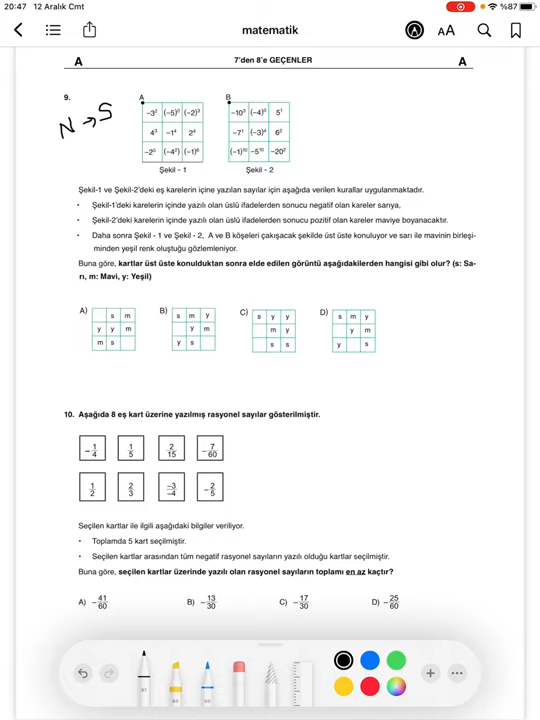 20:47 12 Aralık Cmt
%87
matematik
AA
A 7'den 8'e GEÇENLER A
9.
N → S
A B
−3² (−5)⁰ (−2)³
4³ −1⁴ 2⁴
−2⁰ (−4²) (−1)⁶
Şekil - 1
−10³ (−4)² 5¹
−7¹ (−3)⁴ 6²
(−1)¹⁰ −5¹⁰ −20²
Şekil - 2
Şekil-1 ve Şekil-2'deki eş karelerin içine yazılan sayılar için aşağıda verilen kurallar uygulanmaktadır.
• Şekil-1'deki karelerin içinde yazılı olan üslü ifadelerden sonucu negatif olan kareler sarıya,
• Şekil-2'deki karelerin içinde yazılı olan üslü ifadelerden sonucu pozitif olan kareler maviye boyanacaktır.
• Daha sonra Şekil - 1 ve Şekil - 2, A ve B köşeleri çakışacak şekilde üst üste konuluyor ve sarı ile mavinin birleşi-
minden yeşil renk oluştuğu gözlemleniyor.
Buna göre, kartlar üst üste konulduktan sonra elde edilen görüntü aşağıdakilerden hangisi gibi olur? (s: Sa-
rı, m: Mavi, y: Yeşil)
A)
s m
y y m
m s
B)
s m y
y m
y s
C)
s y y
m y
s s
D)
s m y
y m
y s
10. Aşağıda 8 eş kart üzerine yazılmış rasyonel sayılar gösterilmiştir.
−1/4 1/5 2/15 −7/60
1/2 2/3 −3/−4 −2/5
Seçilen kartlar ile ilgili aşağıdaki bilgiler veriliyor.
• Toplamda 5 kart seçilmiştir.
• Seçilen kartlar arasından tüm negatif rasyonel sayıların yazılı olduğu kartlar seçilmiştir.
Buna göre, seçilen kartlar üzerinde yazılı olan rasyonel sayıların toplamı en az kaçtır?
A) −41/60 B) −13/30 C) −17/30 D) −25/60